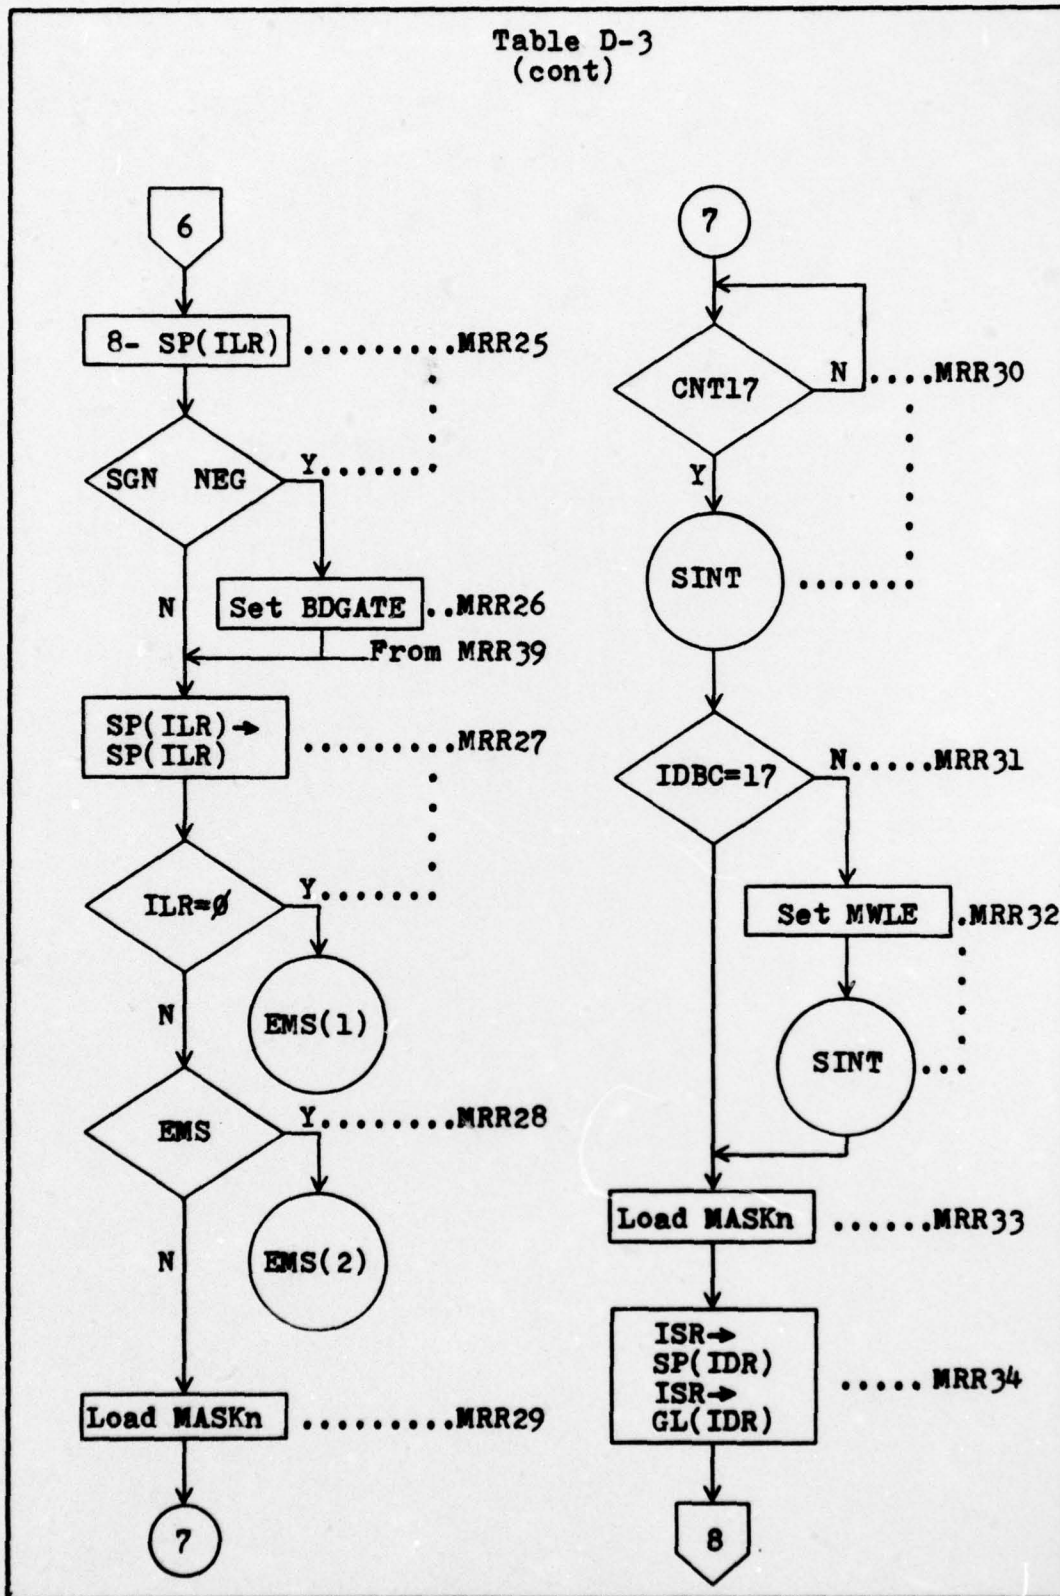 Table D-3
(cont)
6
8- SP(ILR) .........MRR25
SGN NEG Y.......
N
Set BDGATE ..MRR26
From MRR39
SP(ILR)→
SP(ILR) .........MRR27
ILR=∅ Y.......
N
EMS(1)
EMS Y........MRR28
N
EMS(2)
Load MASKn .........MRR29
7
7
CNT17 N ....MRR30
Y
SINT .......
IDBC=17 N.....MRR31
Set MWLE .MRR32
SINT ...
Load MASKn ......MRR33
ISR→
SP(IDR)
ISR→ ..... MRR34
GL(IDR)
8